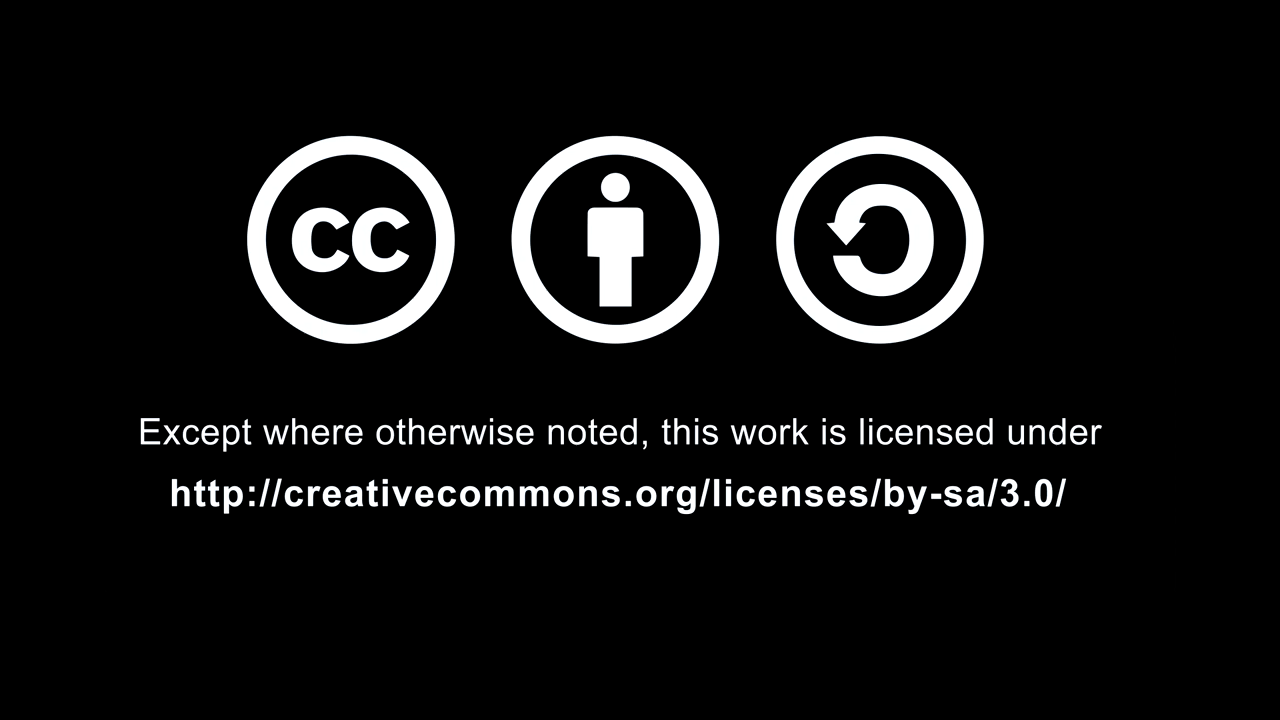 cc
Except where otherwise noted, this work is licensed under
http://creativecommons.org/licenses/by-sa/3.0/